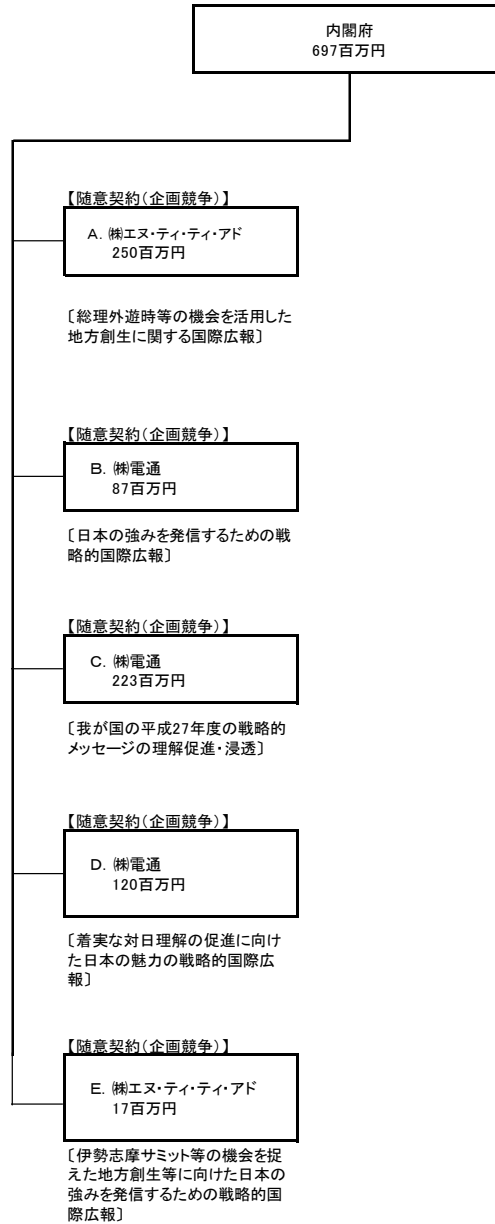 内閣府
697百万円
【随意契約(企画競争)】
A. ㈱エヌ・ティ・ティ・アド
250百万円
〔総理外遊時等の機会を活用した
地方創生に関する国際広報〕
【随意契約(企画競争)】
B. ㈱電通
87百万円
〔日本の強みを発信するための戦
略的国際広報〕
【随意契約(企画競争)】
C. ㈱電通
223百万円
〔我が国の平成27年度の戦略的
メッセージの理解促進・浸透〕
【随意契約(企画競争)】
D. ㈱電通
120百万円
〔着実な対日理解の促進に向け
た日本の魅力の戦略的国際広
報〕
【随意契約(企画競争)】
E. ㈱エヌ・ティ・ティ・アド
17百万円
〔伊勢志摩サミット等の機会を捉
えた地方創生等に向けた日本の
強みを発信するための戦略的国
際広報〕